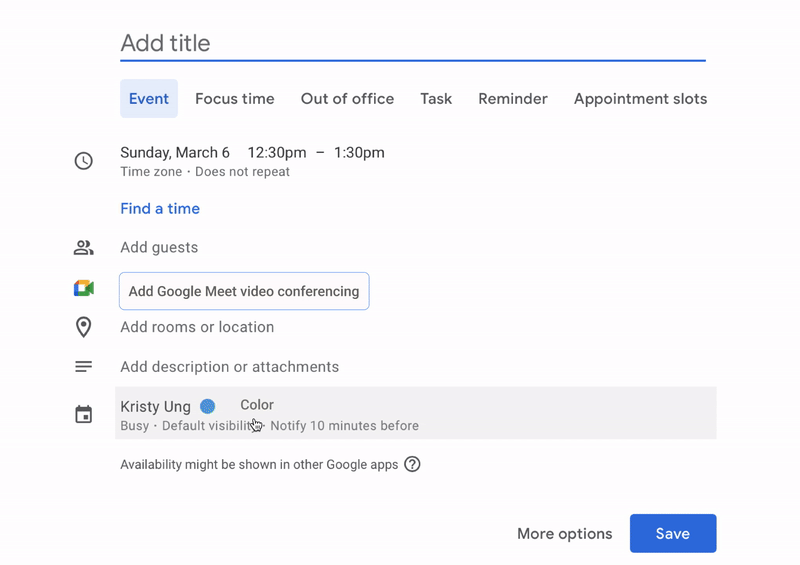 Add title
Event Focus time Out of office Task Reminder Appointment slots
Sunday, March 6 12:30pm – 1:30pm
Time zone · Does not repeat
Find a time
Add guests
Add Google Meet video conferencing
Add rooms or location
Add description or attachments
Kristy Ung Color
Busy · Default visibility · Notify 10 minutes before
Availability might be shown in other Google apps ?
More options Save